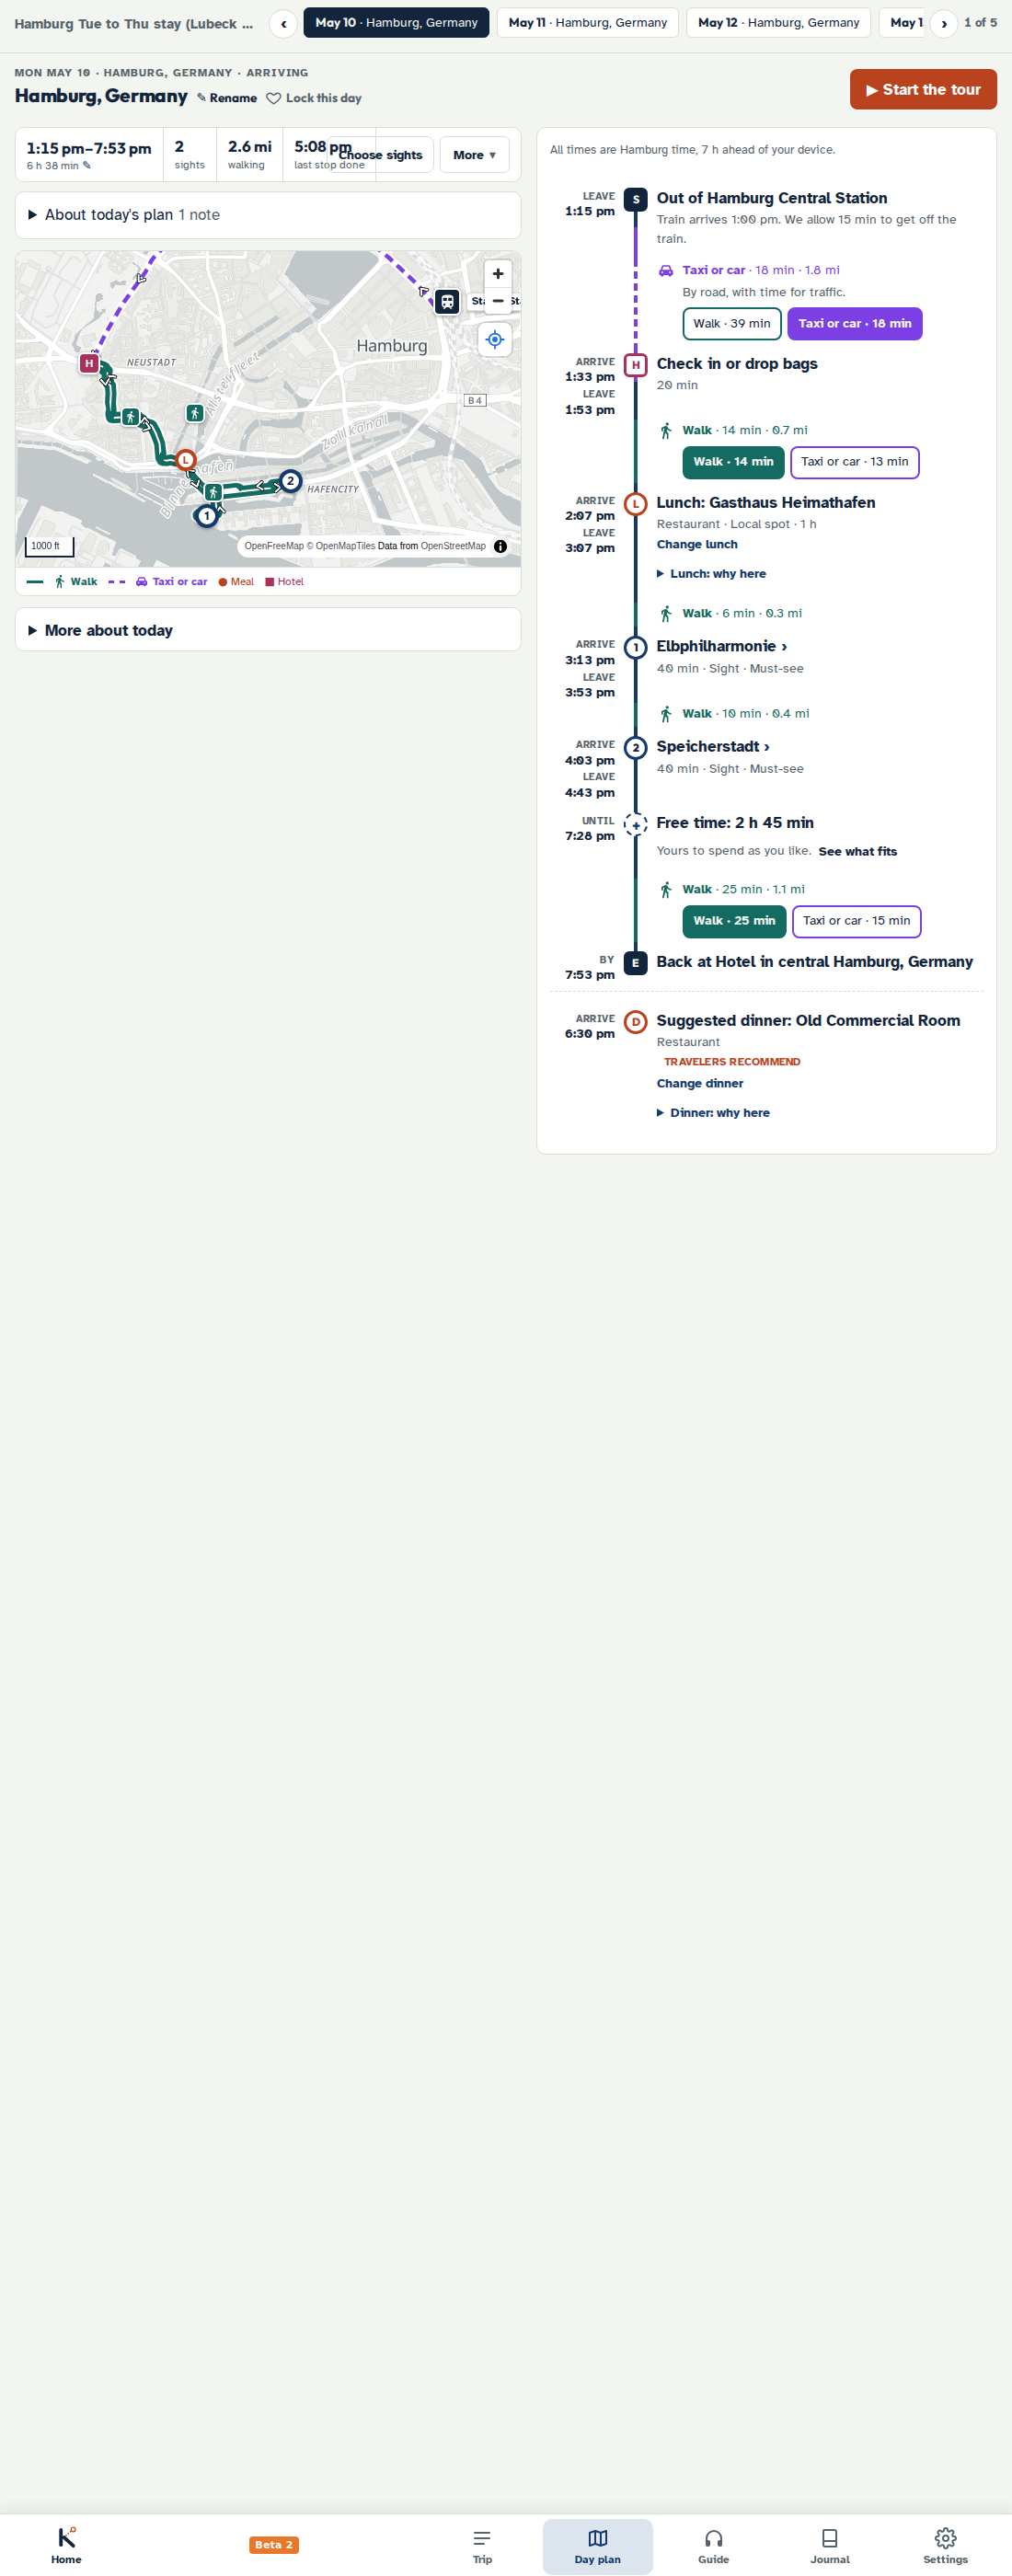 Hamburg Tue to Thu stay (Lubeck ...
‹
May 10 · Hamburg, Germany
May 11 · Hamburg, Germany
May 12 · Hamburg, Germany
May 1
›
1 of 5
MON MAY 10 · HAMBURG, GERMANY · ARRIVING
Hamburg, Germany
✎ Rename
Lock this day
▶ Start the tour
1:15 pm–7:53 pm
6 h 38 min ✎
2
sights
2.6 mi
walking
5:08 pm
last stop done
Choose sights
More ▾
▶ About today's plan 1 note
NEUSTADT
Hamburg
Alsterfleet
Zollkanal
B 4
HAFENCITY
H
L
1
2
+
−
1000 ft
OpenFreeMap © OpenMapTiles Data from OpenStreetMap
Walk
Taxi or car
Meal
Hotel
▶ More about today
All times are Hamburg time, 7 h ahead of your device.
LEAVE
1:15 pm
S
Out of Hamburg Central Station
Train arrives 1:00 pm. We allow 15 min to get off the
train.
Taxi or car · 18 min · 1.8 mi
By road, with time for traffic.
Walk · 39 min
Taxi or car · 18 min
ARRIVE
1:33 pm
LEAVE
1:53 pm
H
Check in or drop bags
20 min
Walk · 14 min · 0.7 mi
Walk · 14 min
Taxi or car · 13 min
ARRIVE
2:07 pm
LEAVE
3:07 pm
L
Lunch: Gasthaus Heimathafen
Restaurant · Local spot · 1 h
Change lunch
▶ Lunch: why here
Walk · 6 min · 0.3 mi
ARRIVE
3:13 pm
LEAVE
3:53 pm
1
Elbphilharmonie ›
40 min · Sight · Must-see
Walk · 10 min · 0.4 mi
ARRIVE
4:03 pm
LEAVE
4:43 pm
2
Speicherstadt ›
40 min · Sight · Must-see
UNTIL
7:28 pm
+
Free time: 2 h 45 min
Yours to spend as you like. See what fits
Walk · 25 min · 1.1 mi
Walk · 25 min
Taxi or car · 15 min
BY
7:53 pm
E
Back at Hotel in central Hamburg, Germany
ARRIVE
6:30 pm
D
Suggested dinner: Old Commercial Room
Restaurant
TRAVELERS RECOMMEND
Change dinner
▶ Dinner: why here
Home
Beta 2
Trip
Day plan
Guide
Journal
Settings